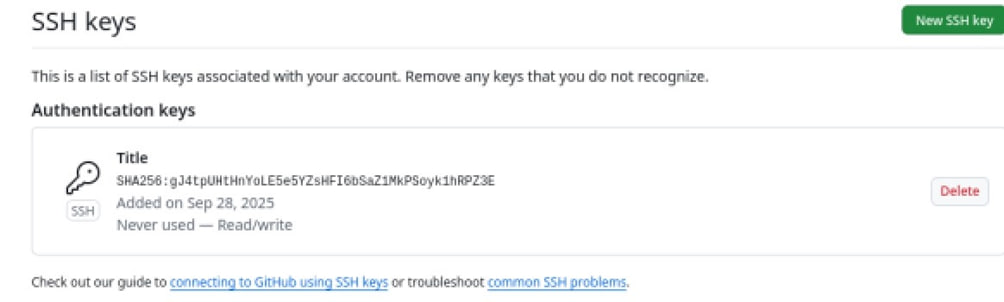 SSH keys
New SSH key
This is a list of SSH keys associated with your account. Remove any keys that you do not recognize.
Authentication keys
Title
SHA256:gJ4tpUHtHnYoLE5e5YZsHFI6bSaZ1MkPSoyk1hRPZ3E
Added on Sep 28, 2025
Never used — Read/write
SSH
Delete
Check out our guide to connecting to GitHub using SSH keys or troubleshoot common SSH problems.